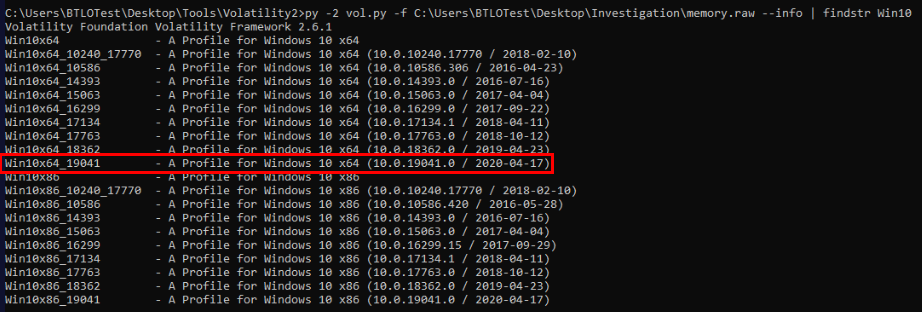 C:\Users\BTLOTest\Desktop\Tools\Volatility2>py -2 vol.py -f C:\Users\BTLOTest\Desktop\Investigation\memory.raw --info | findstr Win10
Volatility Foundation Volatility Framework 2.6.1
Win10x64 - A Profile for Windows 10 x64
Win10x64_10240_17770 - A Profile for Windows 10 x64 (10.0.10240.17770 / 2018-02-10)
Win10x64_10586 - A Profile for Windows 10 x64 (10.0.10586.306 / 2016-04-23)
Win10x64_14393 - A Profile for Windows 10 x64 (10.0.14393.0 / 2016-07-16)
Win10x64_15063 - A Profile for Windows 10 x64 (10.0.15063.0 / 2017-04-04)
Win10x64_16299 - A Profile for Windows 10 x64 (10.0.16299.0 / 2017-09-22)
Win10x64_17134 - A Profile for Windows 10 x64 (10.0.17134.1 / 2018-04-11)
Win10x64_17763 - A Profile for Windows 10 x64 (10.0.17763.0 / 2018-10-12)
Win10x64_18362 - A Profile for Windows 10 x64 (10.0.18362.0 / 2019-04-23)
Win10x64_19041 - A Profile for Windows 10 x64 (10.0.19041.0 / 2020-04-17)
Win10x86 - A Profile for Windows 10 x86
Win10x86_10240_17770 - A Profile for Windows 10 x86 (10.0.10240.17770 / 2018-02-10)
Win10x86_10586 - A Profile for Windows 10 x86 (10.0.10586.420 / 2016-05-28)
Win10x86_14393 - A Profile for Windows 10 x86 (10.0.14393.0 / 2016-07-16)
Win10x86_15063 - A Profile for Windows 10 x86 (10.0.15063.0 / 2017-04-04)
Win10x86_16299 - A Profile for Windows 10 x86 (10.0.16299.15 / 2017-09-29)
Win10x86_17134 - A Profile for Windows 10 x86 (10.0.17134.1 / 2018-04-11)
Win10x86_17763 - A Profile for Windows 10 x86 (10.0.17763.0 / 2018-10-12)
Win10x86_18362 - A Profile for Windows 10 x86 (10.0.18362.0 / 2019-04-23)
Win10x86_19041 - A Profile for Windows 10 x86 (10.0.19041.0 / 2020-04-17)